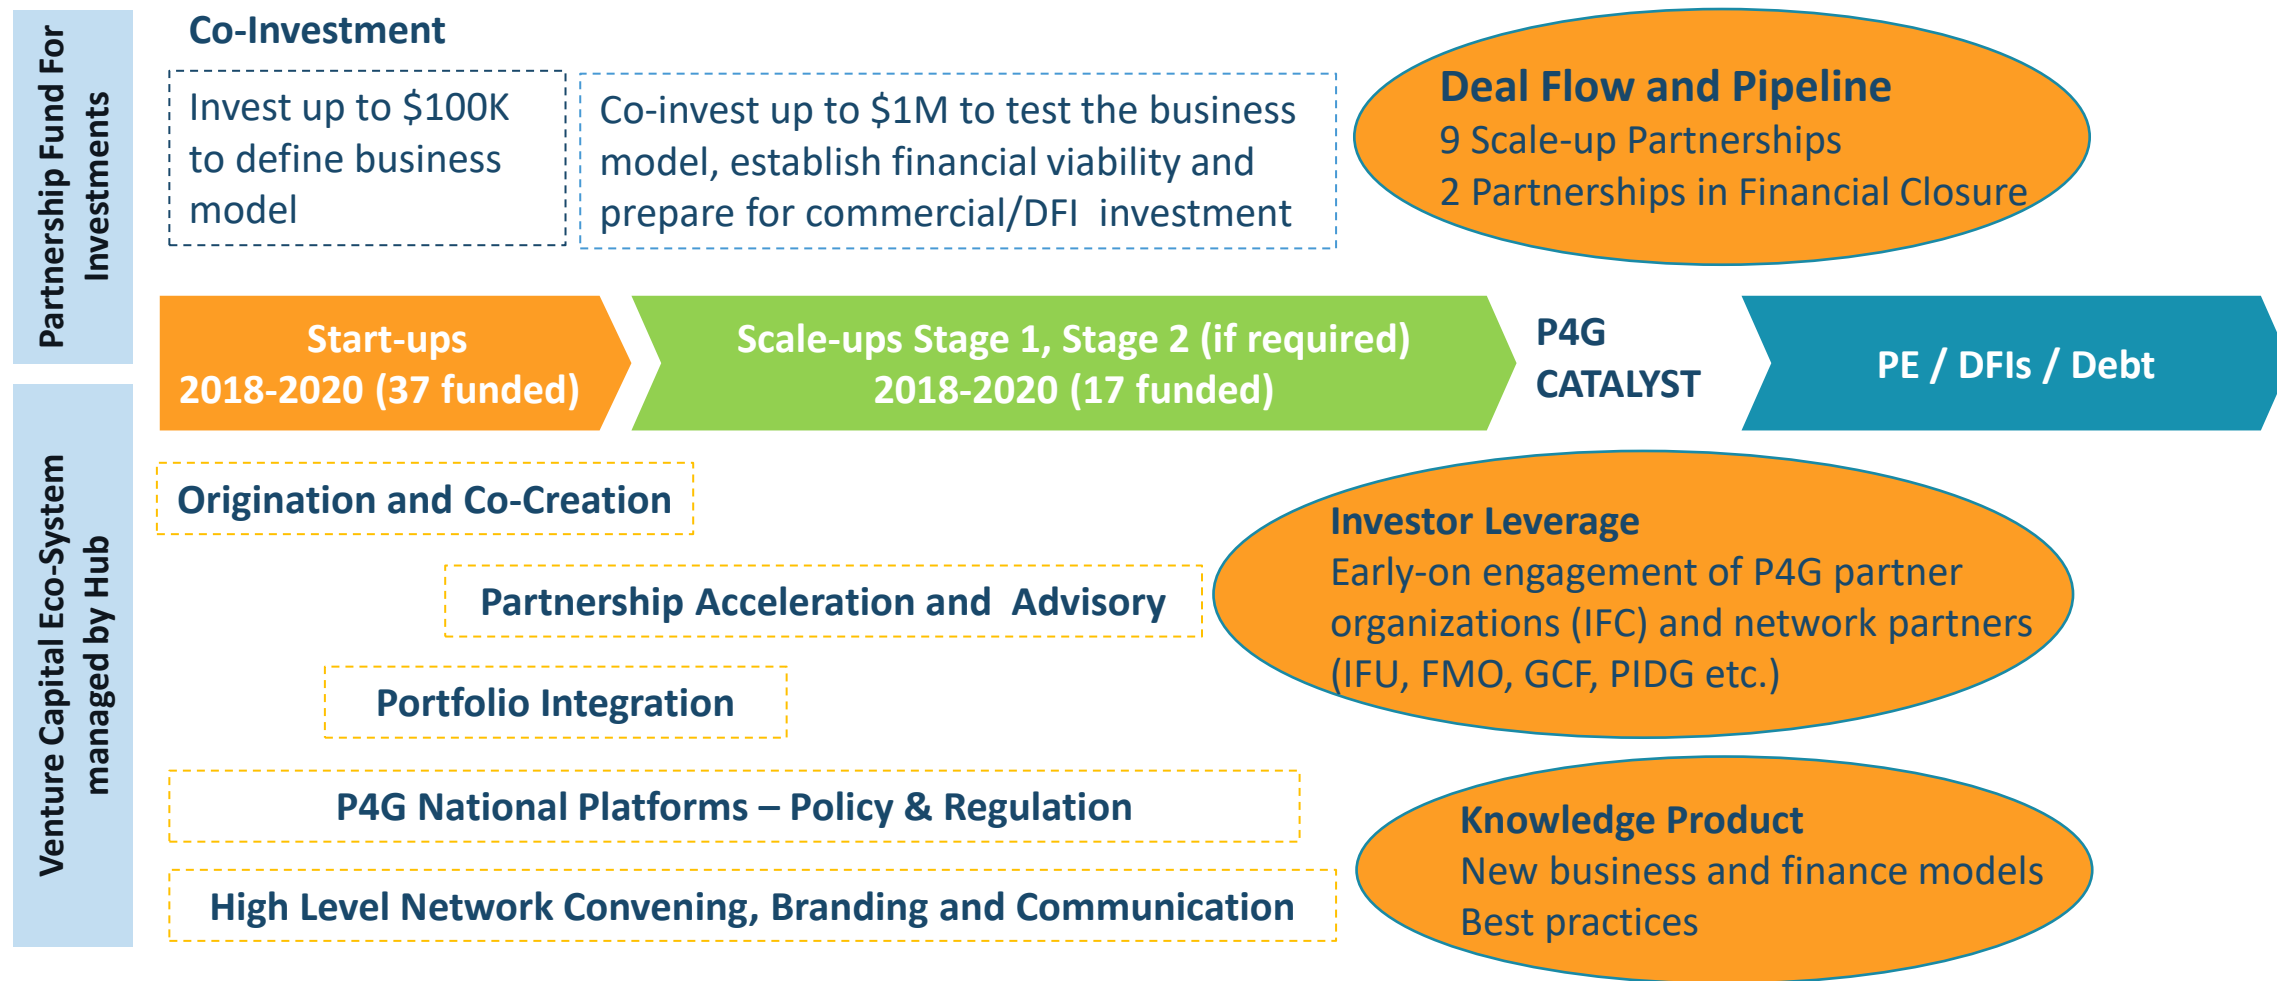 Partnership Fund For
Investments
Co-Investment
Invest up to $100K
to define business
model
Co-invest up to $1M to test the business
model, establish financial viability and
prepare for commercial/DFI  investment
Deal Flow and Pipeline
9 Scale-up Partnerships
2 Partnerships in Financial Closure
Start-ups
2018-2020 (37 funded)
Scale-ups Stage 1, Stage 2 (if required)
2018-2020 (17 funded)
P4G
CATALYST
PE / DFIs / Debt
Venture Capital Eco-System
managed by Hub
Origination and Co-Creation
Partnership Acceleration and  Advisory
Portfolio Integration
P4G National Platforms – Policy & Regulation
High Level Network Convening, Branding and Communication
Investor Leverage
Early-on engagement of P4G partner
organizations (IFC) and network partners
(IFU, FMO, GCF, PIDG etc.)
Knowledge Product
New business and finance models
Best practices